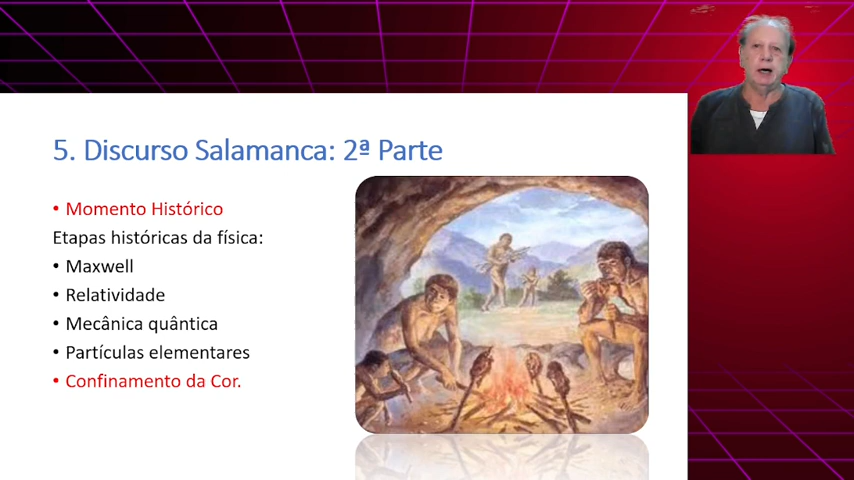 5. Discurso Salamanca: 2ª Parte
• Momento Histórico
Etapas históricas da física:
• Maxwell
• Relatividade
• Mecânica quântica
• Partículas elementares
• Confinamento da Cor.